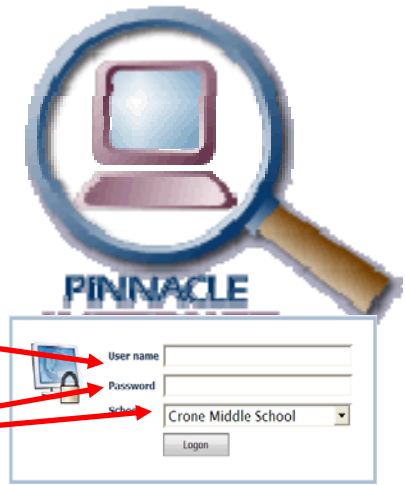 PINNACLE
User name
Password
Crone Middle School
Logon